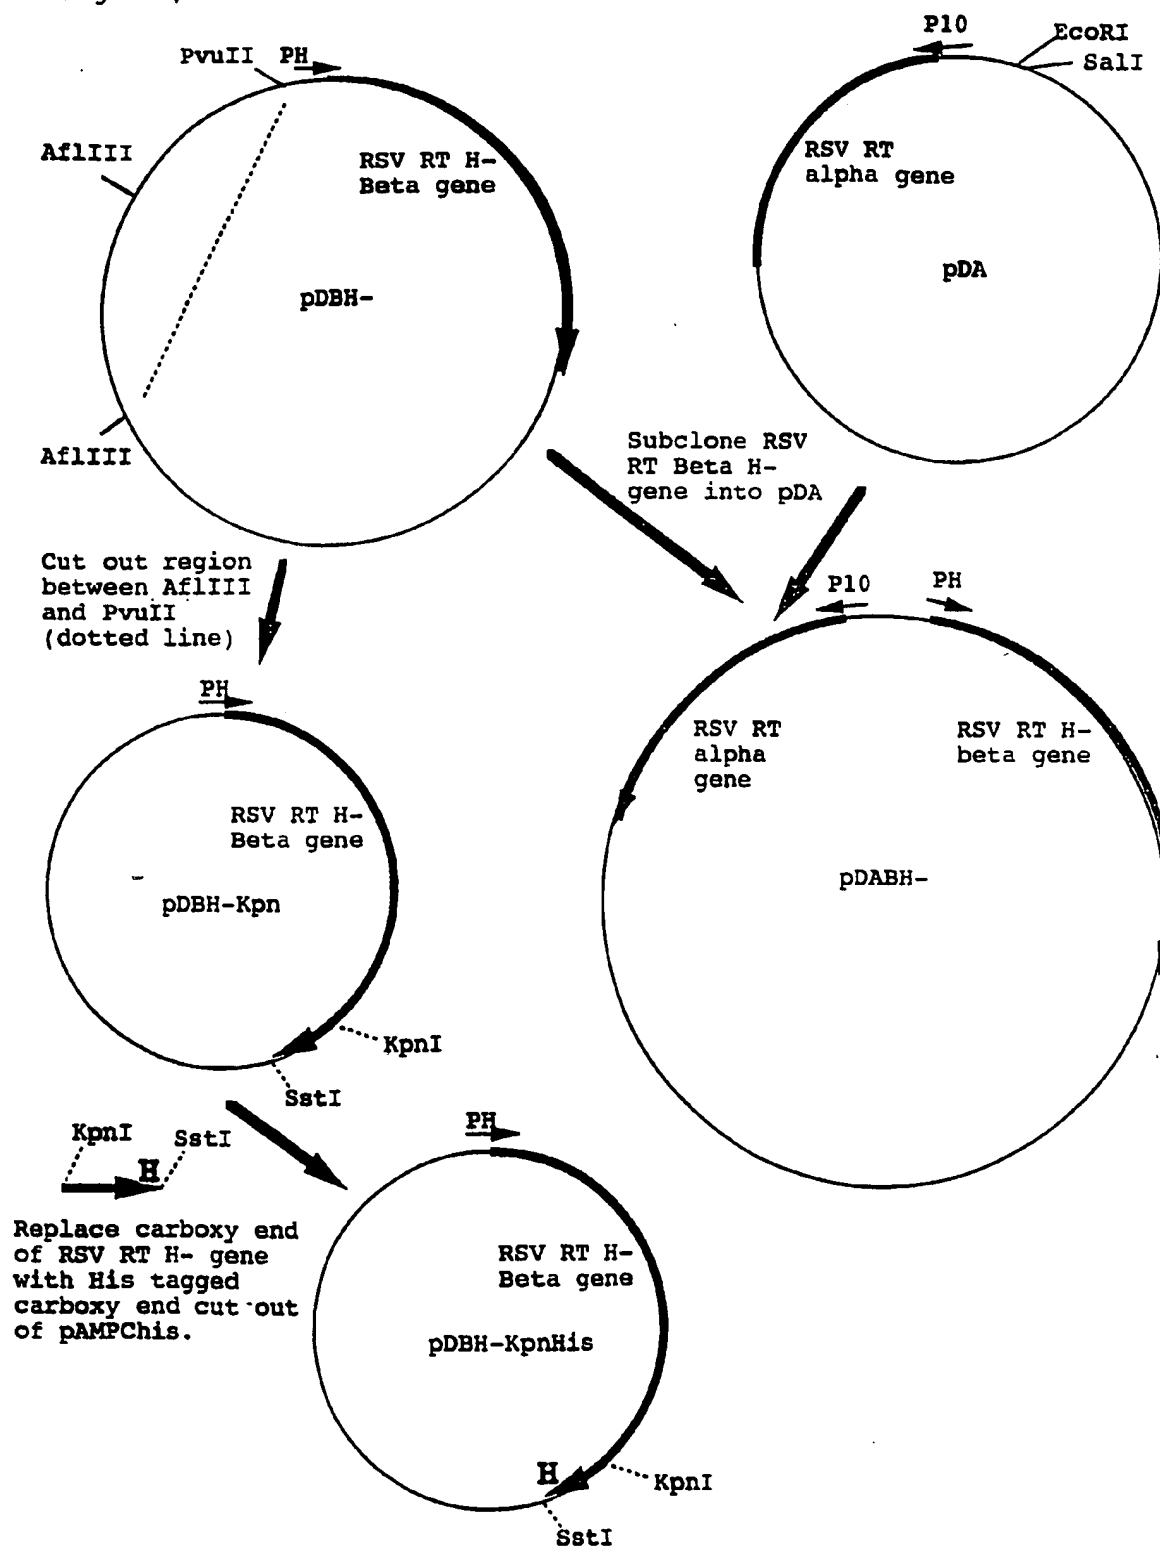 PvuII PH
P10
EcoRI
SalI
AflIII
RSV RT H-
Beta gene
RSV RT
alpha gene
pDBH-
pDA
AflIII
Subclone RSV
RT Beta H-
gene into pDA
Cut out region
between AflIII
and PvuII
(dotted line)
P10
PH
PH
RSV RT
alpha
gene
RSV RT H-
beta gene
RSV RT H-
Beta gene
pDABH-
pDBH-Kpn
KpnI
SstI
KpnI
SstI
H
PH
Replace carboxy end
of RSV RT H- gene
with His tagged
carboxy end cut out
of pAMPChis.
RSV RT H-
Beta gene
pDBH-KpnHis
H
KpnI
SstI